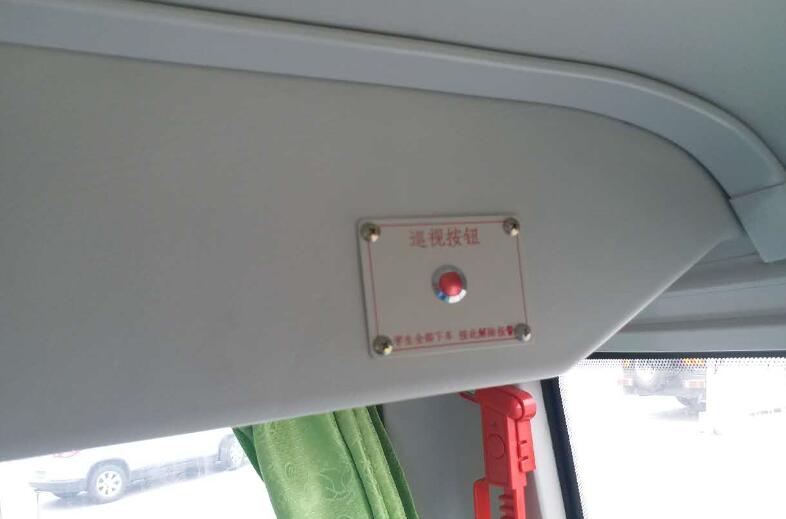 巡视按钮
学生全部下车 按此解除报警